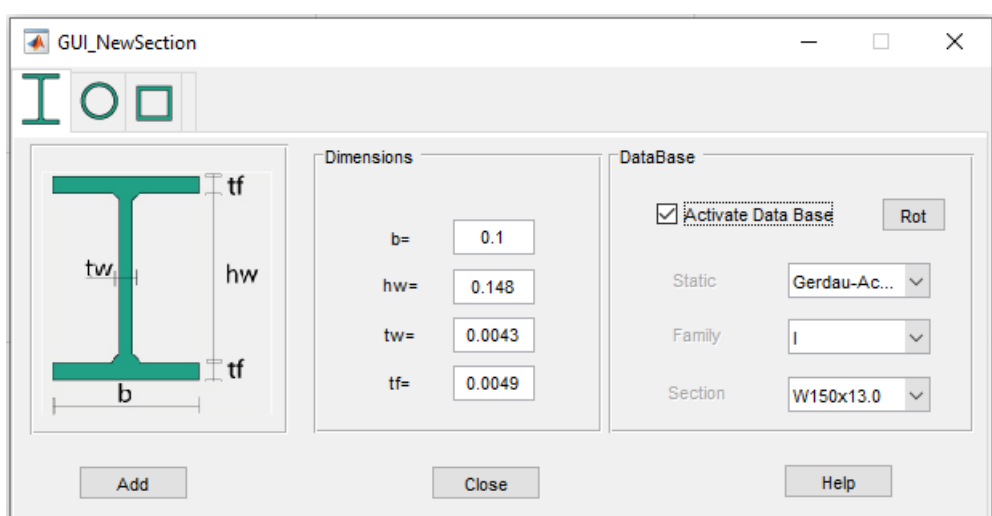 GUI_NewSection
tf
tw
hw
tf
b
Dimensions
b= 0.1
hw= 0.148
tw= 0.0043
tf= 0.0049
DataBase
Activate Data Base Rot
Static Gerdau-Ac...
Family I
Section W150x13.0
Add Close Help